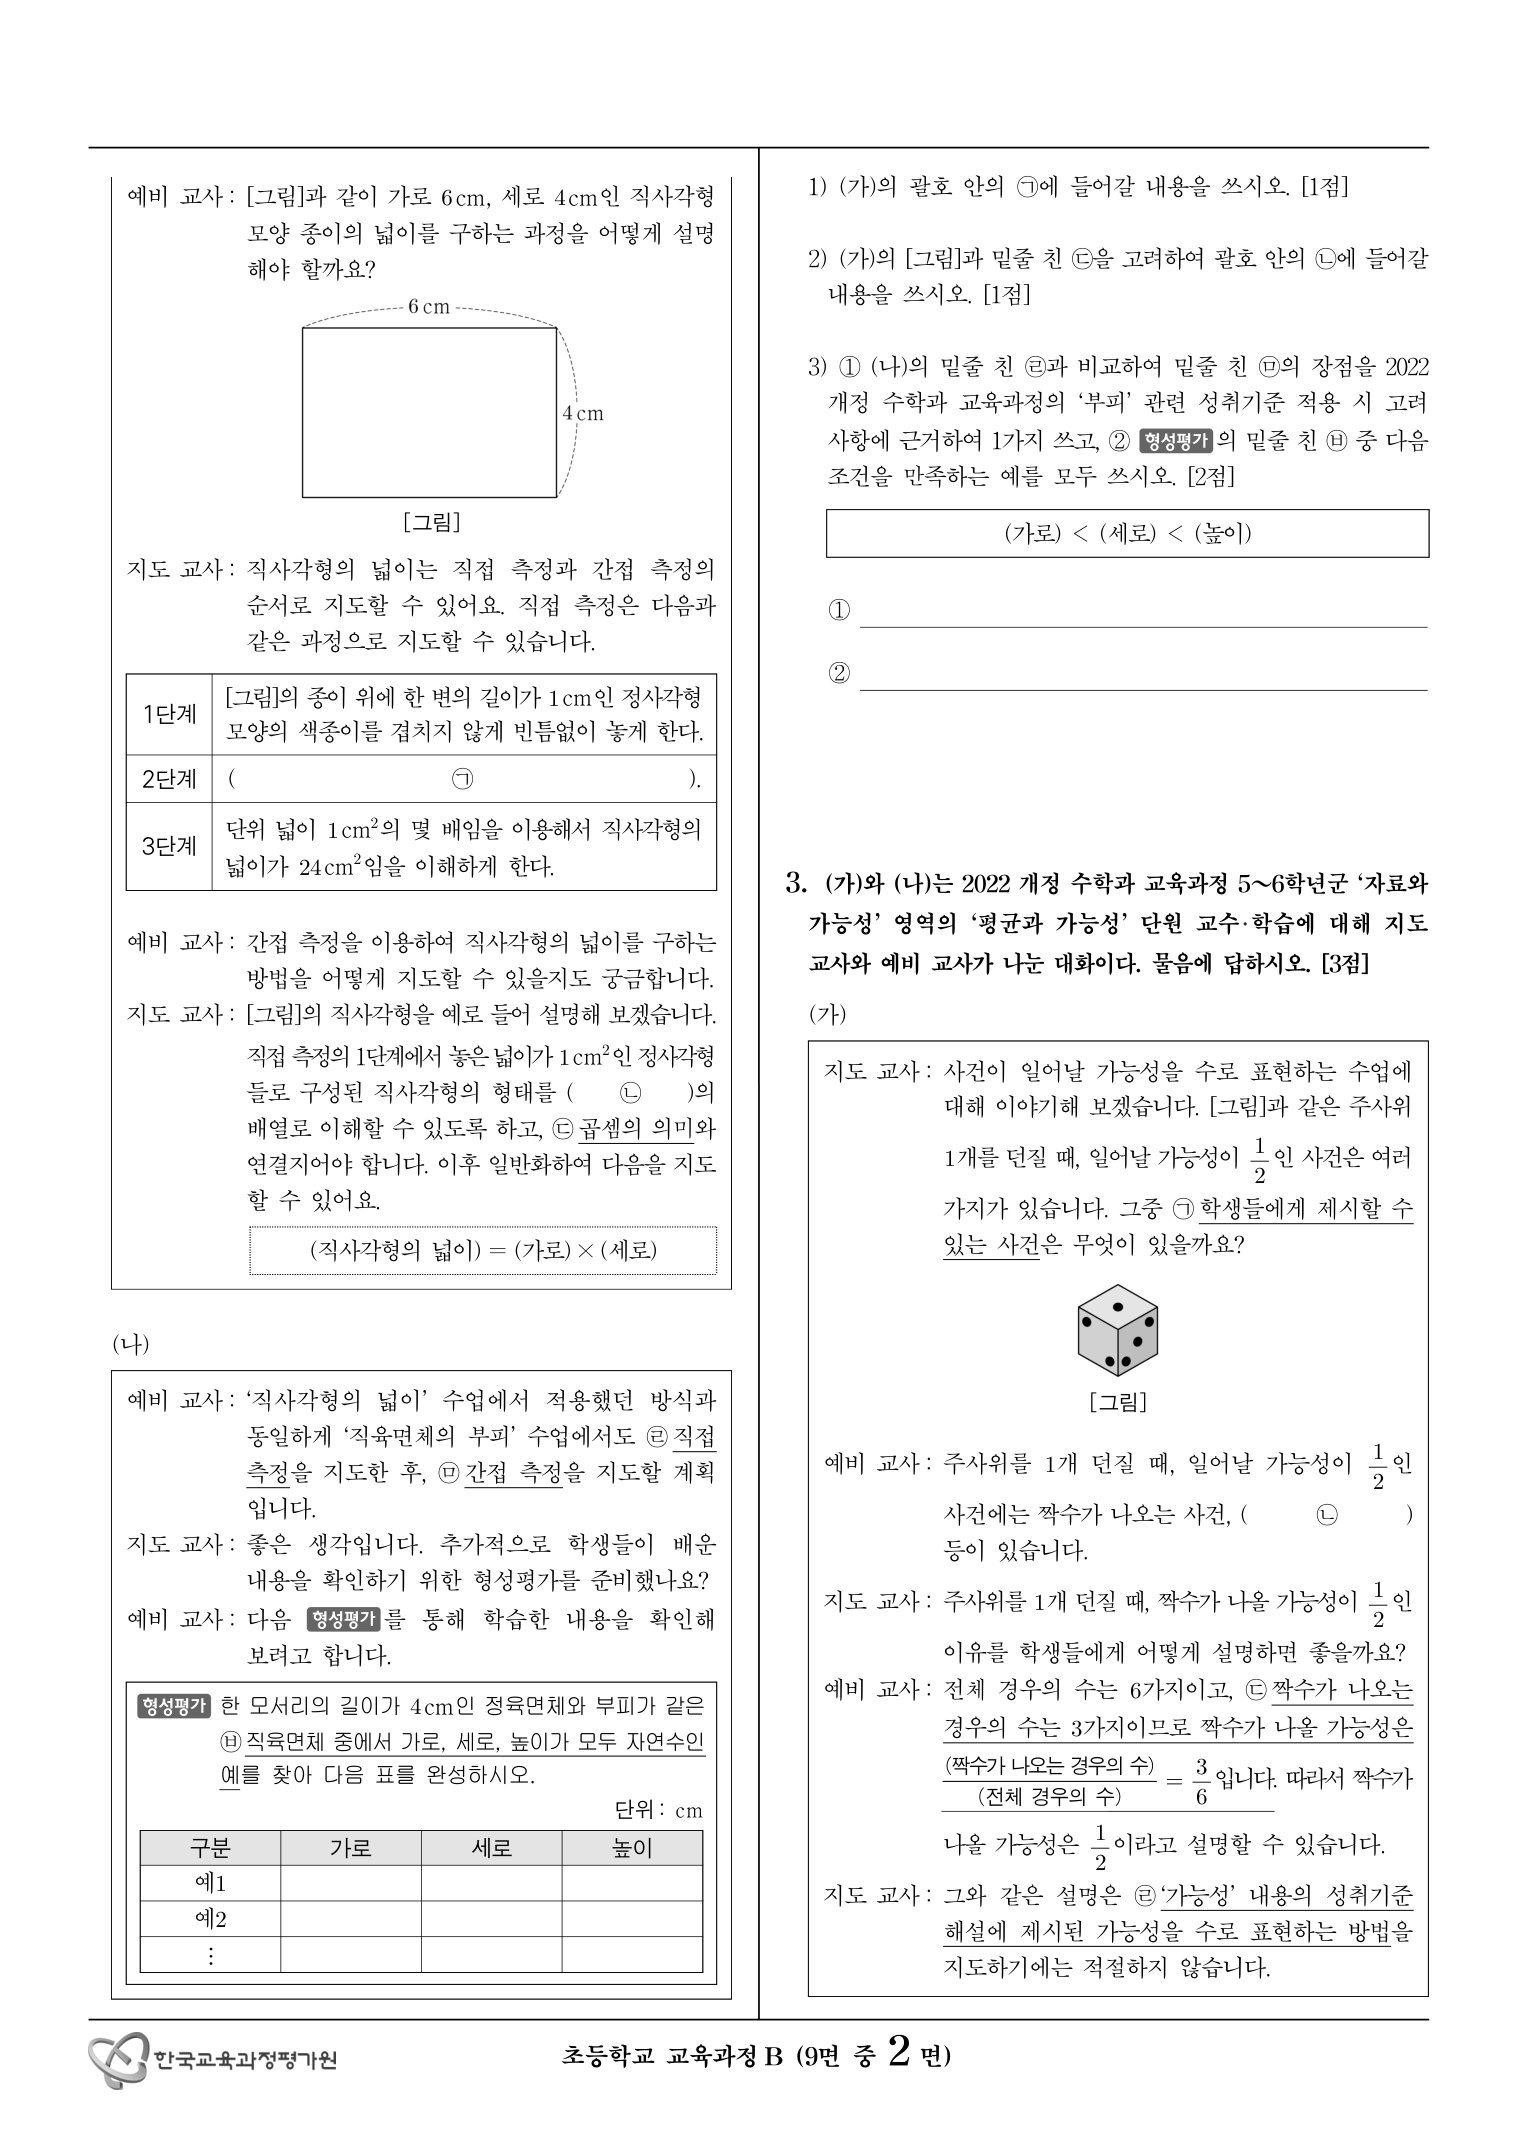 예비 교사 : [그림]과 같이 가로 6cm, 세로 4cm인 직사각형
모양 종이의 넓이를 구하는 과정을 어떻게 설명
해야 할까요?
6cm
4cm
[그림]
지도 교사 : 직사각형의 넓이는 직접 측정과 간접 측정의
순서로 지도할 수 있어요. 직접 측정은 다음과
같은 과정으로 지도할 수 있습니다.
1단계
[그림]의 종이 위에 한 변의 길이가 1cm인 정사각형
모양의 색종이를 겹치지 않게 빈틈없이 놓게 한다.
2단계 ( ㉠ ).
3단계
단위 넓이 1cm²의 몇 배임을 이용해서 직사각형의
넓이가 24cm²임을 이해하게 한다.
예비 교사 : 간접 측정을 이용하여 직사각형의 넓이를 구하는
방법을 어떻게 지도할 수 있을지도 궁금합니다.
지도 교사 : [그림]의 직사각형을 예로 들어 설명해 보겠습니다.
직접 측정의 1단계에서 놓은 넓이가 1cm²인 정사각형
들로 구성된 직사각형의 형태를 ( ㉡ )의
배열로 이해할 수 있도록 하고, ㉢ 곱셈의 의미와
연결지어야 합니다. 이후 일반화하여 다음을 지도
할 수 있어요.
(직사각형의 넓이) = (가로) × (세로)
(나)
예비 교사 : ‘직사각형의 넓이’ 수업에서 적용했던 방식과
동일하게 ‘직육면체의 부피’ 수업에서도 ㉣ 직접
측정을 지도한 후, ㉤ 간접 측정을 지도할 계획
입니다.
지도 교사 : 좋은 생각입니다. 추가적으로 학생들이 배운
내용을 확인하기 위한 형성평가를 준비했나요?
예비 교사 : 다음 형성평가를 통해 학습한 내용을 확인해
보려고 합니다.
형성평가 한 모서리의 길이가 4cm인 정육면체와 부피가 같은
㉥ 직육면체 중에서 가로, 세로, 높이가 모두 자연수인
예를 찾아 다음 표를 완성하시오.
단위 : cm
구분 가로 세로 높이
예1
예2
⋮
1) (가)의 괄호 안의 ㉠에 들어갈 내용을 쓰시오. [1점]
2) (가)의 [그림]과 밑줄 친 ㉢을 고려하여 괄호 안의 ㉡에 들어갈
내용을 쓰시오. [1점]
3) ① (나)의 밑줄 친 ㉣과 비교하여 밑줄 친 ㉤의 장점을 2022
개정 수학과 교육과정의 ‘부피’ 관련 성취기준 적용 시 고려
사항에 근거하여 1가지 쓰고, ② 형성평가의 밑줄 친 ㉥ 중 다음
조건을 만족하는 예를 모두 쓰시오. [2점]
(가로) < (세로) < (높이)
①
②
3. (가)와 (나)는 2022 개정 수학과 교육과정 5~6학년군 ‘자료와
가능성’ 영역의 ‘평균과 가능성’ 단원 교수·학습에 대해 지도
교사와 예비 교사가 나눈 대화이다. 물음에 답하시오. [3점]
(가)
지도 교사 : 사건이 일어날 가능성을 수로 표현하는 수업에
대해 이야기해 보겠습니다. [그림]과 같은 주사위
1개를 던질 때, 일어날 가능성이 1/2인 사건은 여러
가지가 있습니다. 그중 ㉠ 학생들에게 제시할 수
있는 사건은 무엇이 있을까요?
[그림]
예비 교사 : 주사위를 1개 던질 때, 일어날 가능성이 1/2인
사건에는 짝수가 나오는 사건, ( ㉡ )
등이 있습니다.
지도 교사 : 주사위를 1개 던질 때, 짝수가 나올 가능성이 1/2인
이유를 학생들에게 어떻게 설명하면 좋을까요?
예비 교사 : 전체 경우의 수는 6가지이고, ㉢ 짝수가 나오는
경우의 수는 3가지이므로 짝수가 나올 가능성은
(짝수가 나오는 경우의 수)/(전체 경우의 수) = 3/6입니다. 따라서 짝수가
나올 가능성은 1/2이라고 설명할 수 있습니다.
지도 교사 : 그와 같은 설명은 ㉣ ‘가능성’ 내용의 성취기준
해설에 제시된 가능성을 수로 표현하는 방법을
지도하기에는 적절하지 않습니다.
한국교육과정평가원
초등학교 교육과정 B (9면 중 2 면)